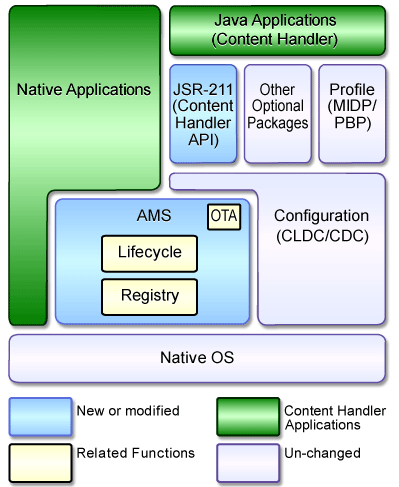 Java Applications
(Content Handler)
Native Applications
JSR-211
(Content
Handler
API)
Other
Optional
Packages
Profile
(MIDP/
PBP)
AMS
OTA
Lifecycle
Registry
Configuration
(CLDC/CDC)
Native OS
New or modified
Content Handler
Applications
Related Functions
Un-changed